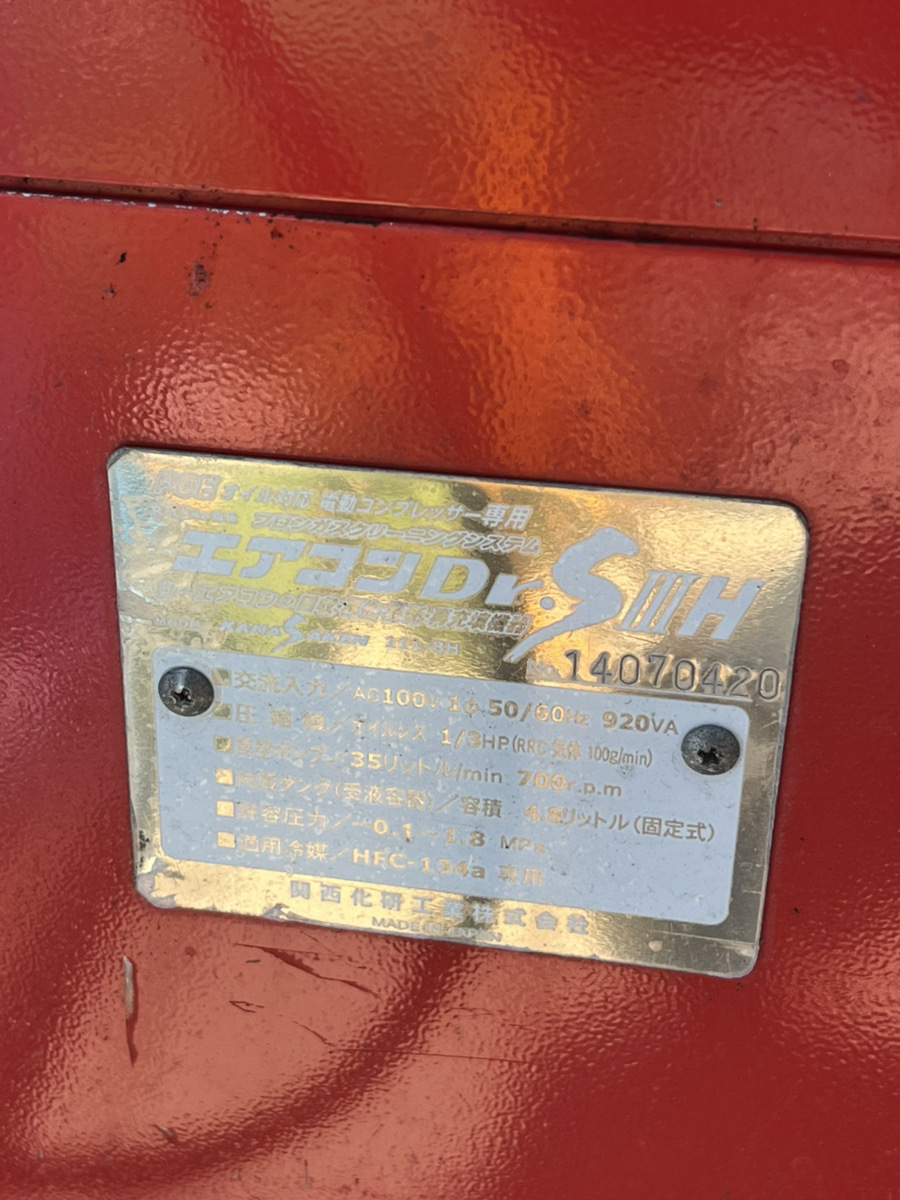 オイル対応 電動コンプレッサー専用
フロンガスクリーニングシステム
エアコンDr.SIIIH
KANSASAPAN 111-SH
No. 14070420
■交流入力/AC100V 1φ 50/60Hz 920VA
■圧縮機/オイルレス 1/3HP(RRC 気体 100g/min)
■真空ポンプ/35リットル/min 700r.p.m
タンク(受液容器)/容積 4.8リットル(固定式)
■許容圧力/-0.1~1.8 MPa
■適用冷媒/HFC-134a 専用
関西化研工業株式会社
MADE IN JAPAN